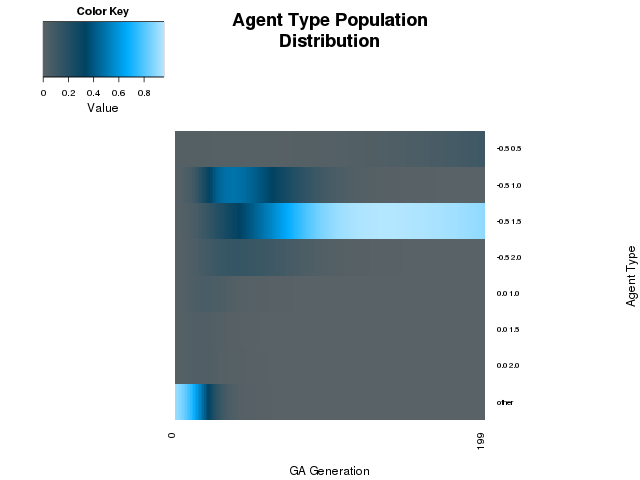 Color Key
0 0.2 0.4 0.6 0.8
Value
Agent Type Population
Distribution
-0.5 0.5
-0.5 1.0
-0.5 1.5
-0.5 2.0
0.0 1.0
0.0 1.5
0.0 2.0
other
Agent Type
0 199
GA Generation